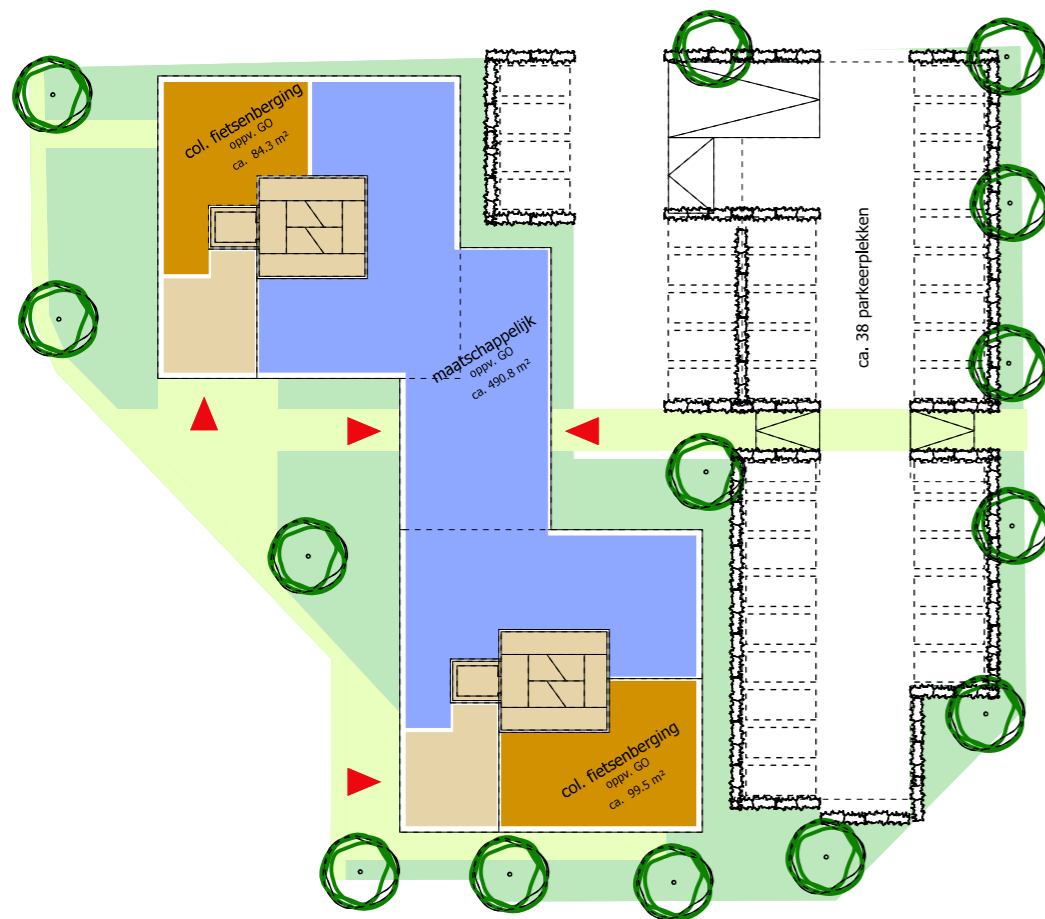 col. fietsenberging
oppv. GO
ca. 84.3 m²
maatschappelijk
oppv. GO
ca. 490.8 m²
ca. 38 parkeerplekken
col. fietsenberging
oppv. GO
ca. 99.5 m²